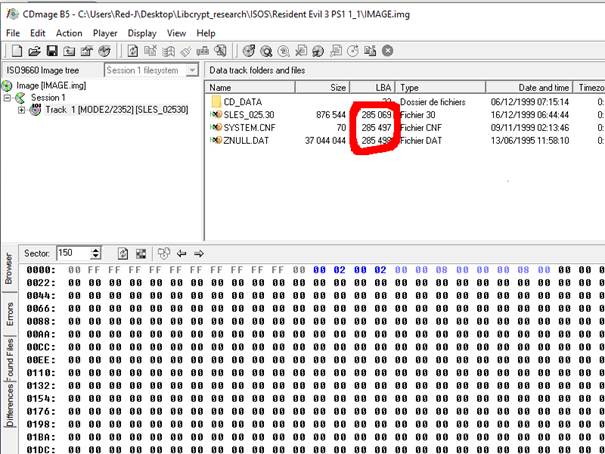 CDmage B5 - C:\Users\Red-J\Desktop\Libcrypt_research\ISOS\Resident Evil 3 PS1 1_1\IMAGE.img
File Edit Action Player Display View Help
ISO9660 Image tree Session 1 filesystem Data track folders and files
Image [IMAGE.img]
Session 1
Track 1 [MODE2/2352] [SLES_02530]
Name Size LBA Type Date and time Timezo
CD_DATA 22 Dossier de fichiers 06/12/1999 07:15:14 0:
SLES_025.30 876 544 285 069 Fichier 30 16/12/1999 06:44:44 0:
SYSTEM.CNF 70 285 497 Fichier CNF 09/11/1999 02:13:46 0:
ZNULL.DAT 37 044 044 285 498 Fichier DAT 13/06/1995 11:58:10 0:
Sector: 150
Browser
Errors
Found Files
Differences
0000: 00 FF FF FF FF FF FF FF FF FF FF 00 00 02 00 02 00 00 08 00 00 00 08 00 00 00 0
0022: 00 00 00 00 00 00 00 00 00 00 00 00 00 00 00 00 00 00 00 00 00 00 00 00 00 00 0
0044: 00 00 00 00 00 00 00 00 00 00 00 00 00 00 00 00 00 00 00 00 00 00 00 00 00 00 0
0066: 00 00 00 00 00 00 00 00 00 00 00 00 00 00 00 00 00 00 00 00 00 00 00 00 00 00 0
0088: 00 00 00 00 00 00 00 00 00 00 00 00 00 00 00 00 00 00 00 00 00 00 00 00 00 00 0
00AA: 00 00 00 00 00 00 00 00 00 00 00 00 00 00 00 00 00 00 00 00 00 00 00 00 00 00 0
00CC: 00 00 00 00 00 00 00 00 00 00 00 00 00 00 00 00 00 00 00 00 00 00 00 00 00 00 0
00EE: 00 00 00 00 00 00 00 00 00 00 00 00 00 00 00 00 00 00 00 00 00 00 00 00 00 00 0
0110: 00 00 00 00 00 00 00 00 00 00 00 00 00 00 00 00 00 00 00 00 00 00 00 00 00 00 0
0132: 00 00 00 00 00 00 00 00 00 00 00 00 00 00 00 00 00 00 00 00 00 00 00 00 00 00 0
0154: 00 00 00 00 00 00 00 00 00 00 00 00 00 00 00 00 00 00 00 00 00 00 00 00 00 00 0
0176: 00 00 00 00 00 00 00 00 00 00 00 00 00 00 00 00 00 00 00 00 00 00 00 00 00 00 0
0198: 00 00 00 00 00 00 00 00 00 00 00 00 00 00 00 00 00 00 00 00 00 00 00 00 00 00 0
01BA: 00 00 00 00 00 00 00 00 00 00 00 00 00 00 00 00 00 00 00 00 00 00 00 00 00 00 0
01DC: 00 00 00 00 00 00 00 00 00 00 00 00 00 00 00 00 00 00 00 00 00 00 00 00 00 00 0